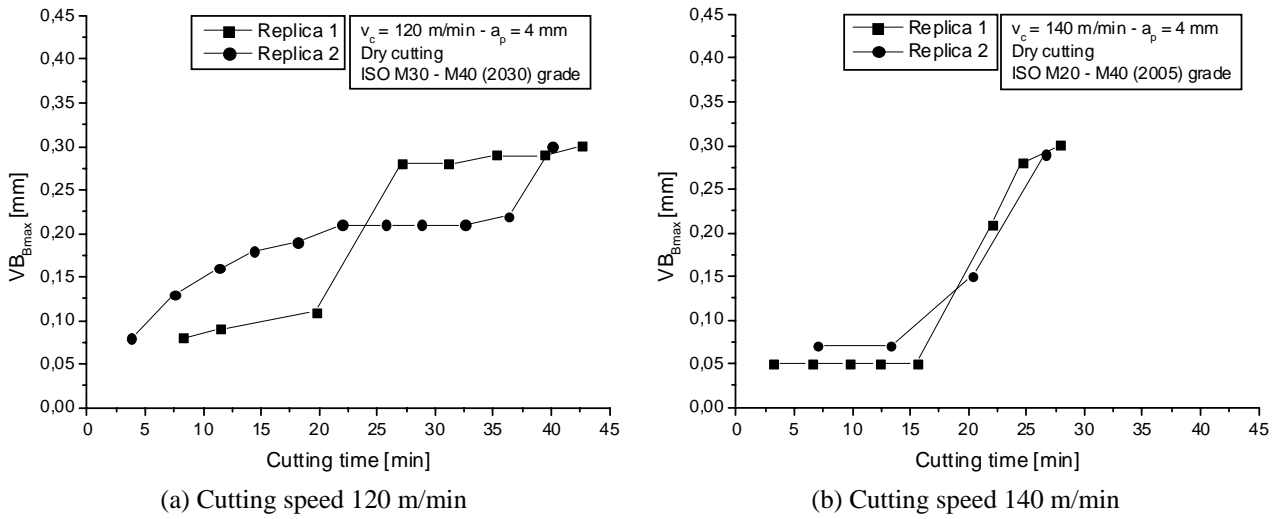 0,45
0,40
0,35
0,30
0,25
0,20
0,15
0,10
0,05
0,00
VB_Bmax [mm]
Replica 1
Replica 2
v_c = 120 m/min - a_p = 4 mm
Dry cutting
ISO M30 - M40 (2030) grade
0 5 10 15 20 25 30 35 40 45
Cutting time [min]
(a) Cutting speed 120 m/min
0,45
0,40
0,35
0,30
0,25
0,20
0,15
0,10
0,05
0,00
VB_Bmax [mm]
Replica 1
Replica 2
v_c = 140 m/min - a_p = 4 mm
Dry cutting
ISO M20 - M40 (2005) grade
0 5 10 15 20 25 30 35 40 45
Cutting time [min]
(b) Cutting speed 140 m/min